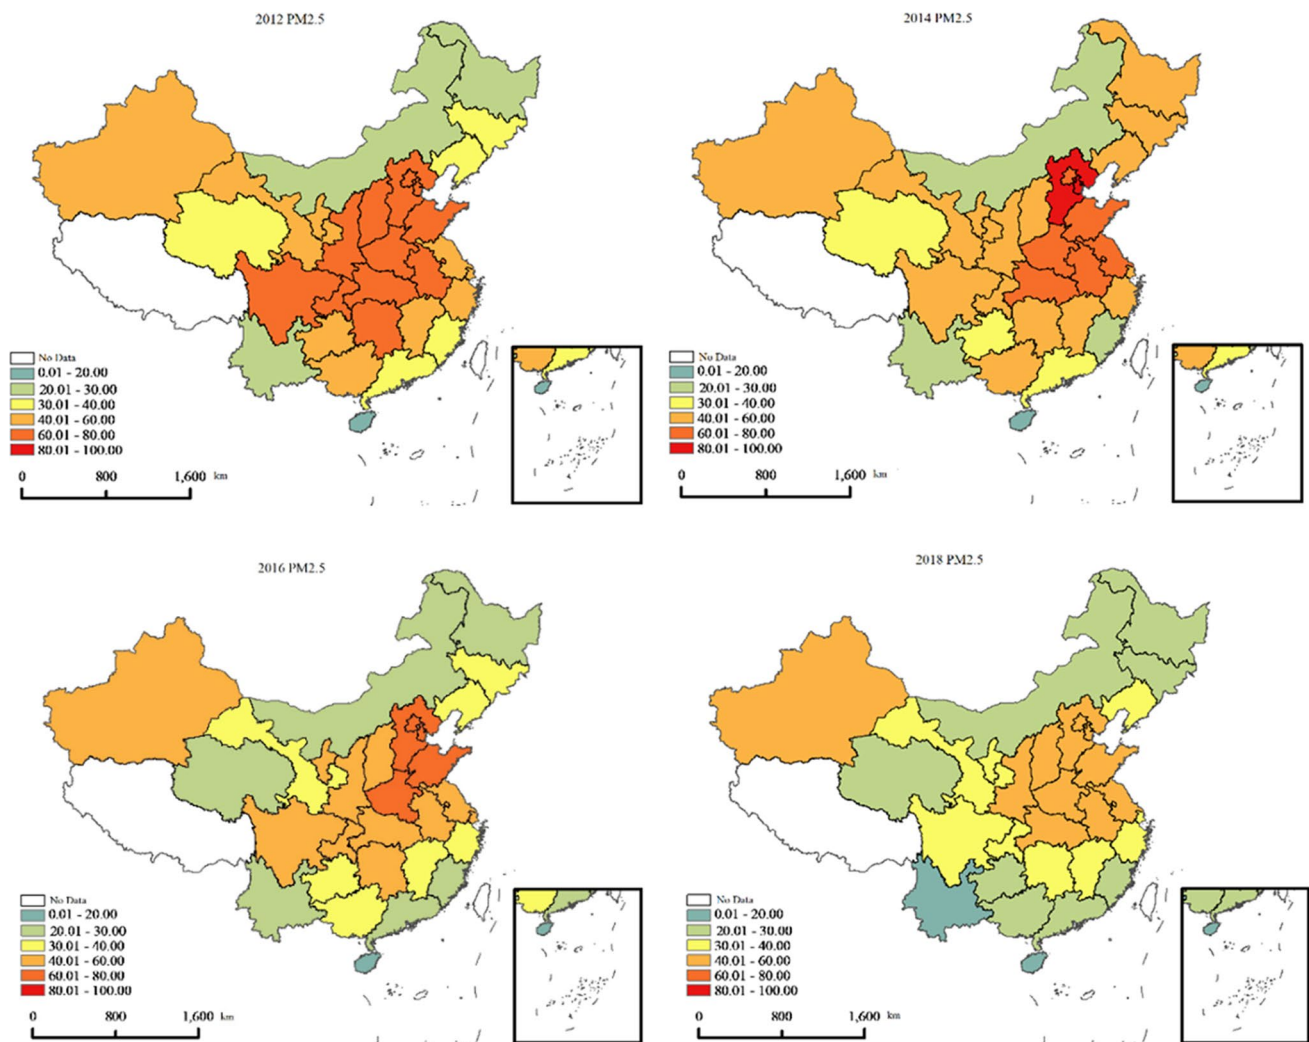 2012 PM2.5
No Data
0.01 - 20.00
20.01 - 30.00
30.01 - 40.00
40.01 - 60.00
60.01 - 80.00
80.01 - 100.00
0 800 1,600 km
2014 PM2.5
No Data
0.01 - 20.00
20.01 - 30.00
30.01 - 40.00
40.01 - 60.00
60.01 - 80.00
80.01 - 100.00
0 800 1,600 km
2016 PM2.5
No Data
0.01 - 20.00
20.01 - 30.00
30.01 - 40.00
40.01 - 60.00
60.01 - 80.00
80.01 - 100.00
0 800 1,600 km
2018 PM2.5
No Data
0.01 - 20.00
20.01 - 30.00
30.01 - 40.00
40.01 - 60.00
60.01 - 80.00
80.01 - 100.00
0 800 1,600 km